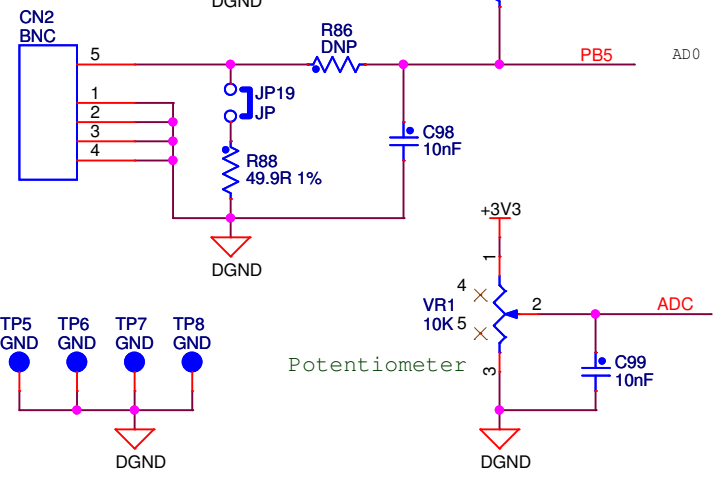 DGND
CN2
BNC
5
1
2
3
4
R86
DNP
PB5
AD0
JP19
JP
C98
10nF
R88
49.9R 1%
DGND
+3V3
1
4
VR1
10K
5
2
ADC
3
C99
10nF
Potentiometer
DGND
TP5
GND
TP6
GND
TP7
GND
TP8
GND
DGND